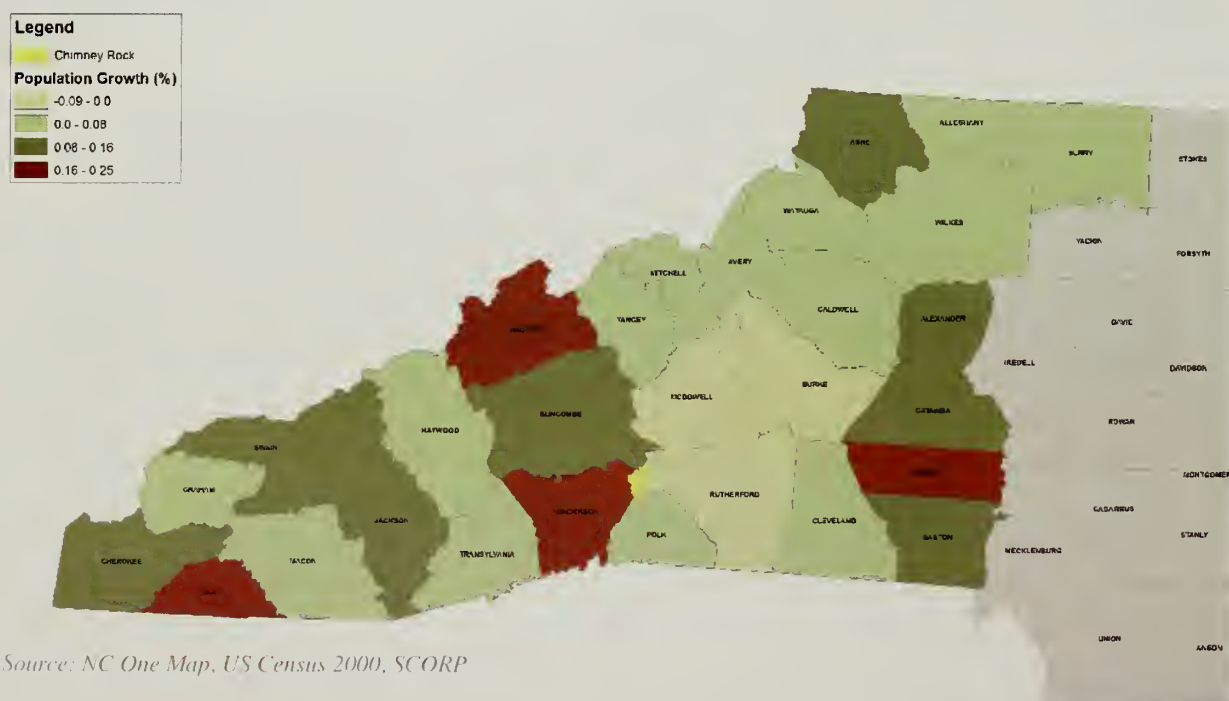 Legend
Chimney Rock
Population Growth (%)
-0.09 - 0.0
0.0 - 0.08
0.08 - 0.16
0.16 - 0.25
ALLEGHANY
ASHE
SURRY
STOKES
WATAUGA
WILKES
YADKIN
FORSYTH
AVERY
MITCHELL
CALDWELL
YANCEY
ALEXANDER
DAVIE
IREDELL
DAVIDSON
BURKE
MCDOWELL
BUNCOMBE
CATAWBA
ROWAN
HAYWOOD
SWAIN
MONTGOMER
GRAHAM
RUTHERFORD
HENDERSON
CABARRUS
JACKSON
CLEVELAND
POLK
STANLY
GASTON
MECKLENBURG
TRANSYLVANIA
CHEROKEE
MACON
UNION
ANSON
Source: NC One Map, US Census 2000, SCORP